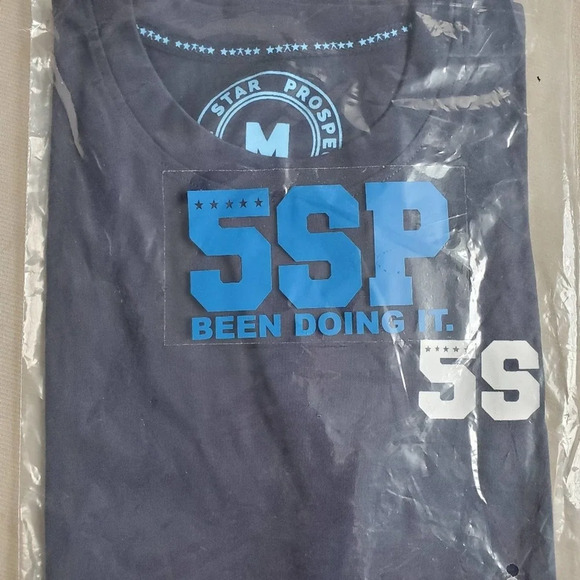 STAR PROSPE
M
5SP
BEEN DOING IT.
5S